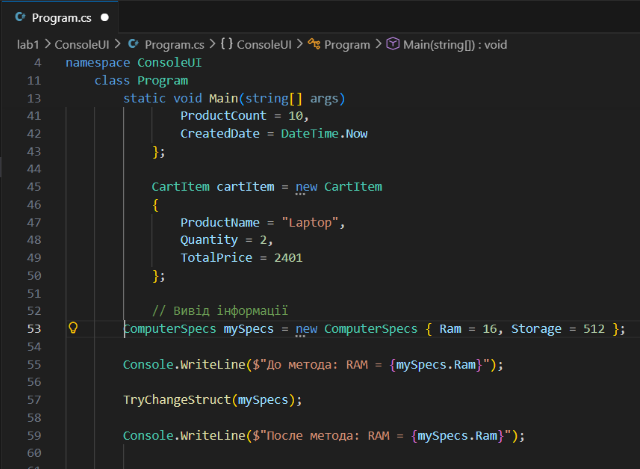 Program.cs
lab1 > ConsoleUI > Program.cs > {} ConsoleUI > Program > Main(string[]) : void
4 namespace ConsoleUI
11 class Program
13 static void Main(string[] args)
41 ProductCount = 10,
42 CreatedDate = DateTime.Now
43 };
44
45 CartItem cartItem = new CartItem
46 {
47 ProductName = "Laptop",
48 Quantity = 2,
49 TotalPrice = 2401
50 };
51
52 // Вивід інформації
53 ComputerSpecs mySpecs = new ComputerSpecs { Ram = 16, Storage = 512 };
54
55 Console.WriteLine($"До метода: RAM = {mySpecs.Ram}");
56
57 TryChangeStruct(mySpecs);
58
59 Console.WriteLine($"После метода: RAM = {mySpecs.Ram}");
60
61